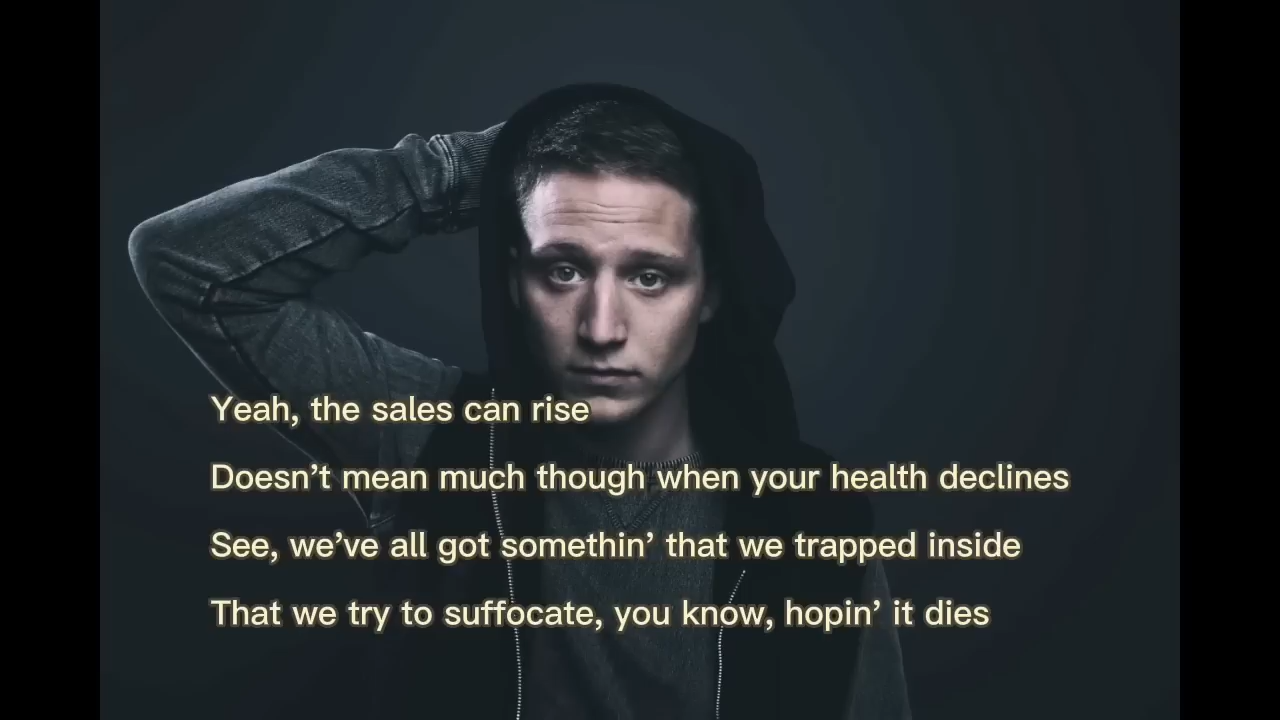 Yeah, the sales can rise
Doesn’t mean much though when your health declines
See, we’ve all got somethin’ that we trapped inside
That we try to suffocate, you know, hopin’ it dies